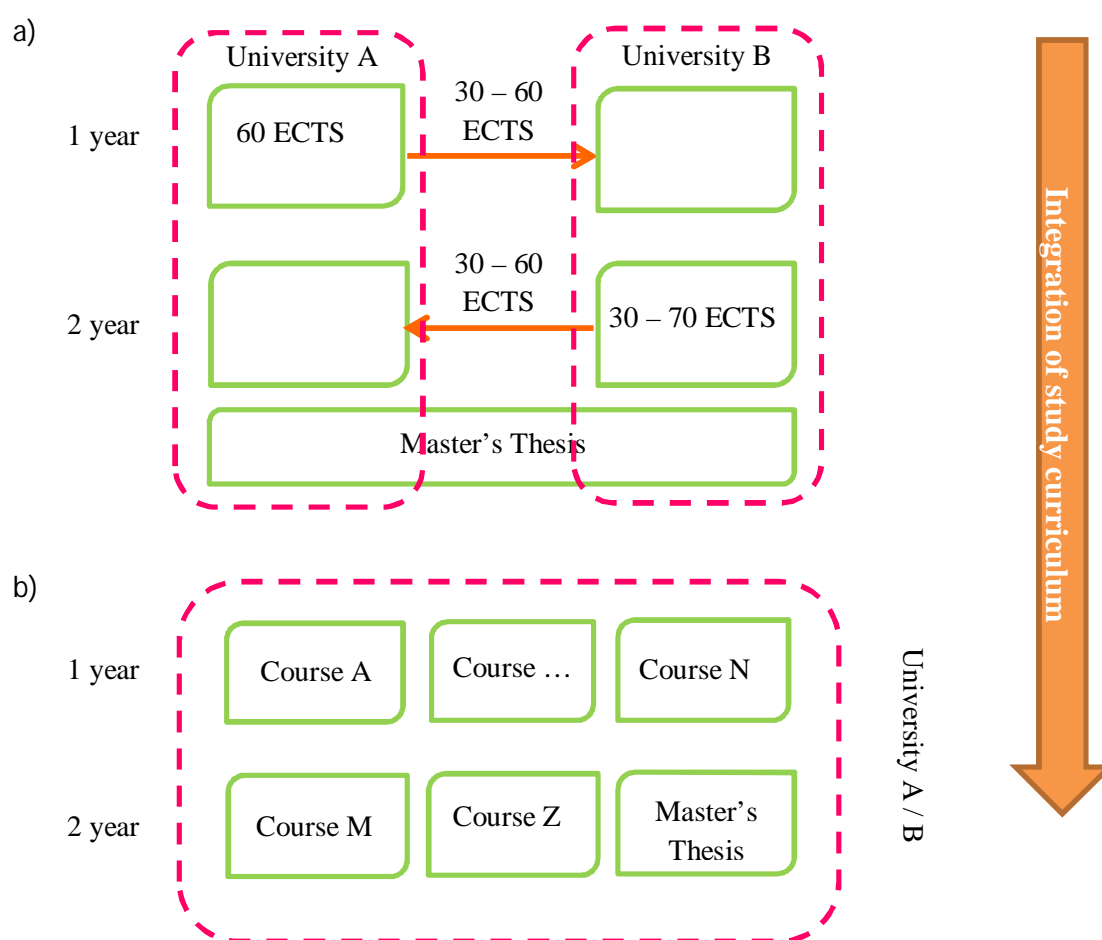 a)
University A
University B
1 year
60 ECTS
30 – 60
ECTS
2 year
30 – 60
ECTS
30 – 70 ECTS
Master’s Thesis
Integration of study curriculum
b)
1 year
Course A
Course …
Course N
2 year
Course M
Course Z
Master’s
Thesis
University A / B